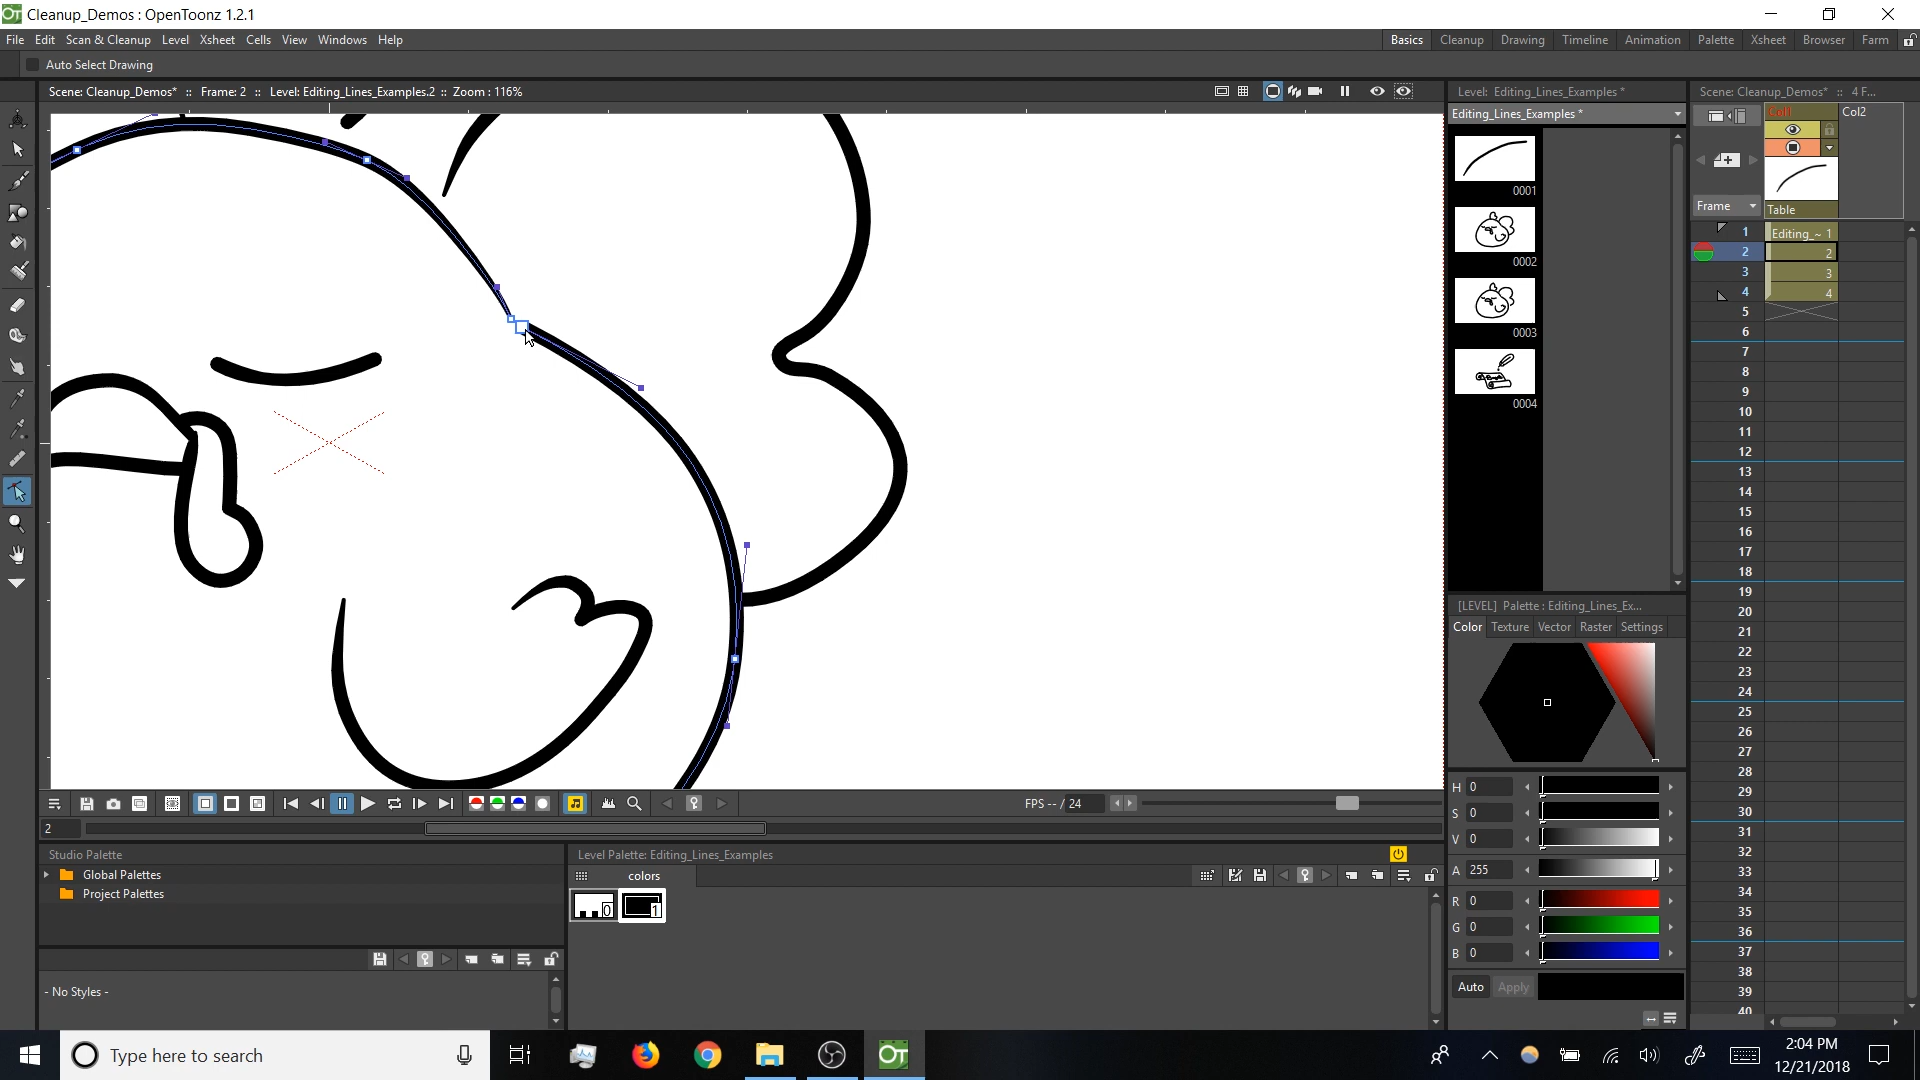 Cleanup_Demos : OpenToonz 1.2.1
File Edit Scan & Cleanup Level Xsheet Cells View Windows Help
Basics Cleanup Drawing Timeline Animation Palette Xsheet Browser Farm
Auto Select Drawing
Scene: Cleanup_Demos* :: Frame: 2 :: Level: Editing_Lines_Examples.2 :: Zoom : 116%
Level: Editing_Lines_Examples *
Editing_Lines_Examples *
0001
0002
0003
0004
Scene: Cleanup_Demos* :: 4 F...
Col1 Col2
Frame
Table
1 Editing_~ 1
2 2
3 3
4 4
5
6
7
8
9
10
11
12
13
14
15
16
17
18
19
20
21
22
23
24
25
26
27
28
29
30
31
32
33
34
35
36
37
38
39
40
[LEVEL] Palette : Editing_Lines_Ex...
Color Texture Vector Raster Settings
H 0
S 0
V 0
A 255
R 0
G 0
B 0
Auto Apply
FPS -- / 24
2
Studio Palette
Global Palettes
Project Palettes
- No Styles -
Level Palette: Editing_Lines_Examples
colors
0 1
Type here to search
OT
2:04 PM
12/21/2018